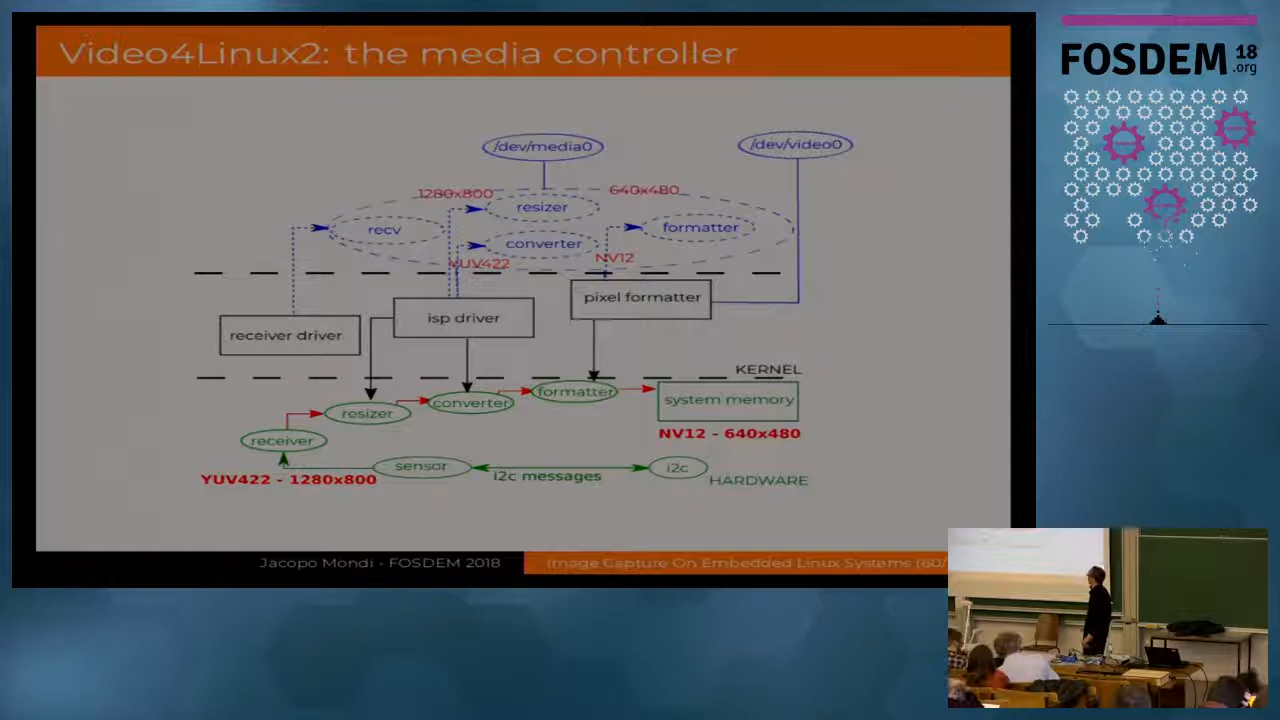 Video4Linux2: the media controller
/dev/media0
/dev/video0
1280x800
640x480
resizer
recv
formatter
converter
YUV422
NV12
pixel formatter
isp driver
receiver driver
KERNEL
formatter
system memory
converter
resizer
NV12 - 640x480
receiver
sensor
i2c messages
i2c
YUV422 - 1280x800
HARDWARE
Jacopo Mondi - FOSDEM 2018
Image Capture On Embedded Linux Systems (60/
FOSDEM 18
.org